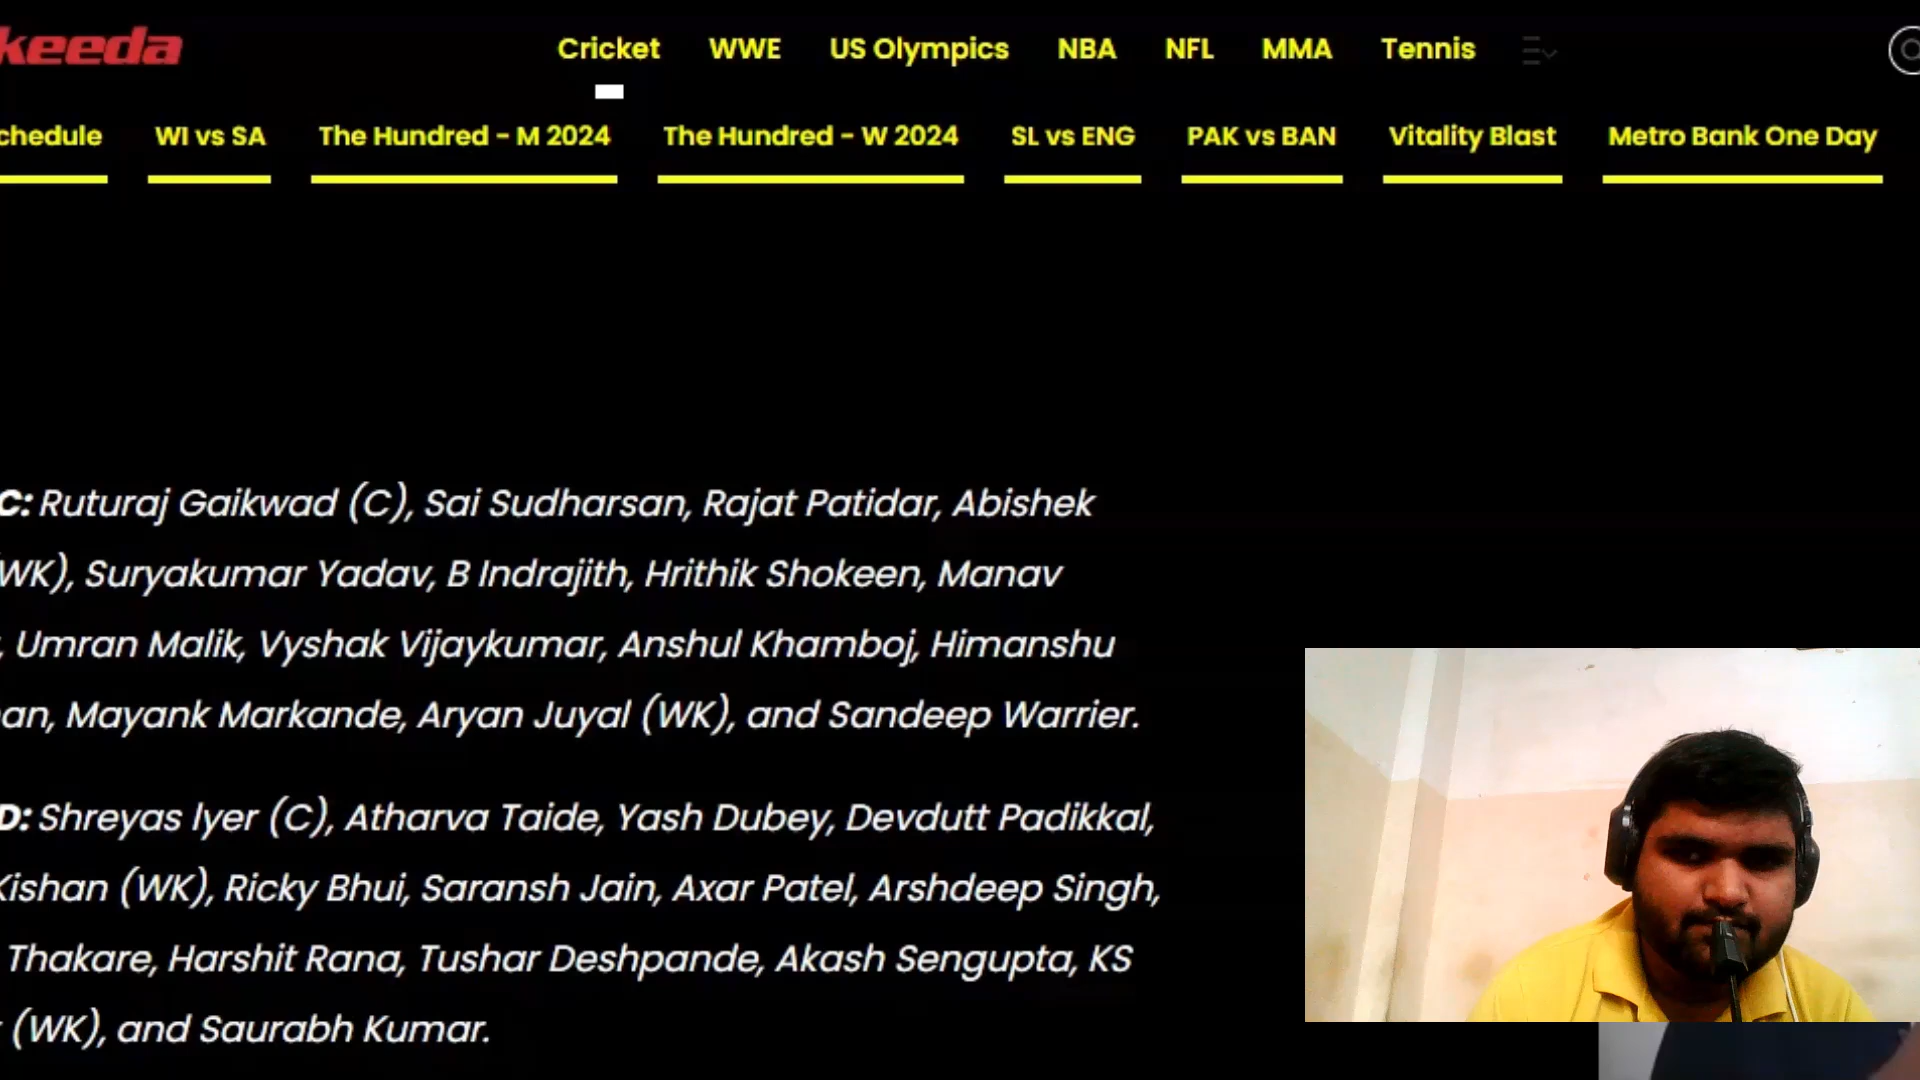 keeda
Cricket WWE US Olympics NBA NFL MMA Tennis
chedule WI vs SA The Hundred - M 2024 The Hundred - W 2024 SL vs ENG PAK vs BAN Vitality Blast Metro Bank One Day
C: Ruturaj Gaikwad (C), Sai Sudharsan, Rajat Patidar, Abishek
WK), Suryakumar Yadav, B Indrajith, Hrithik Shokeen, Manav
, Umran Malik, Vyshak Vijaykumar, Anshul Khamboj, Himanshu
an, Mayank Markande, Aryan Juyal (WK), and Sandeep Warrier.
D: Shreyas Iyer (C), Atharva Taide, Yash Dubey, Devdutt Padikkal,
Kishan (WK), Ricky Bhui, Saransh Jain, Axar Patel, Arshdeep Singh,
Thakare, Harshit Rana, Tushar Deshpande, Akash Sengupta, KS
(WK), and Saurabh Kumar.